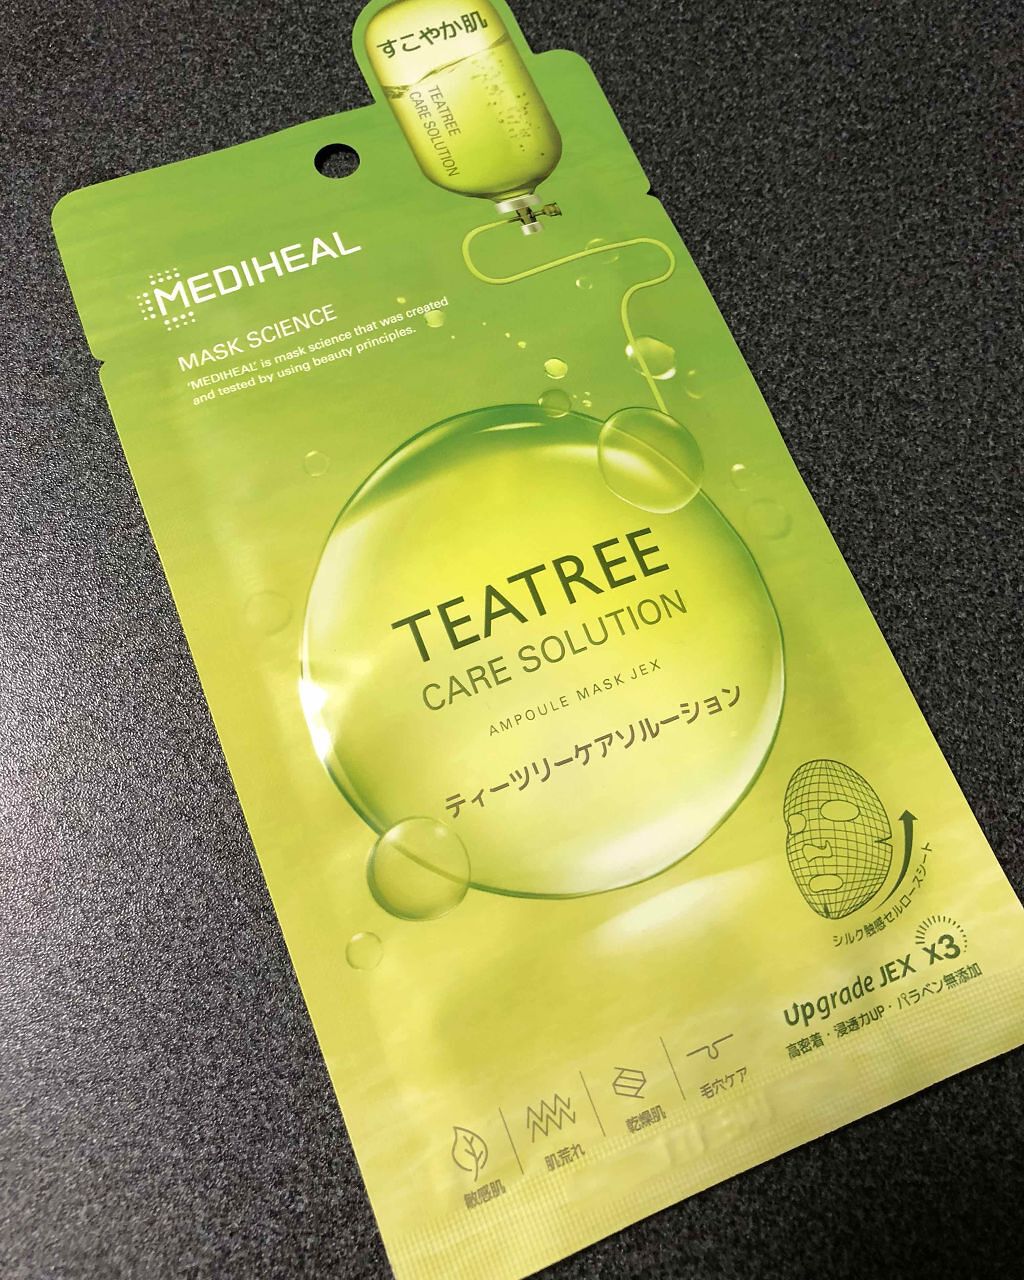 すこやか肌
TEATREE
CARE SOLUTION
MEDIHEAL
MASK SCIENCE
'MEDIHEAL' is mask science that was created
and tested by using beauty principles.
TEATREE
CARE SOLUTION
AMPOULE MASK JEX
ティーツリーケアソルーション
シルク触感セルロースシート
Upgrade JEX X3
高密着・浸透力UP・パラベン無添加
敏感肌
肌荒れ
乾燥肌
毛穴ケア